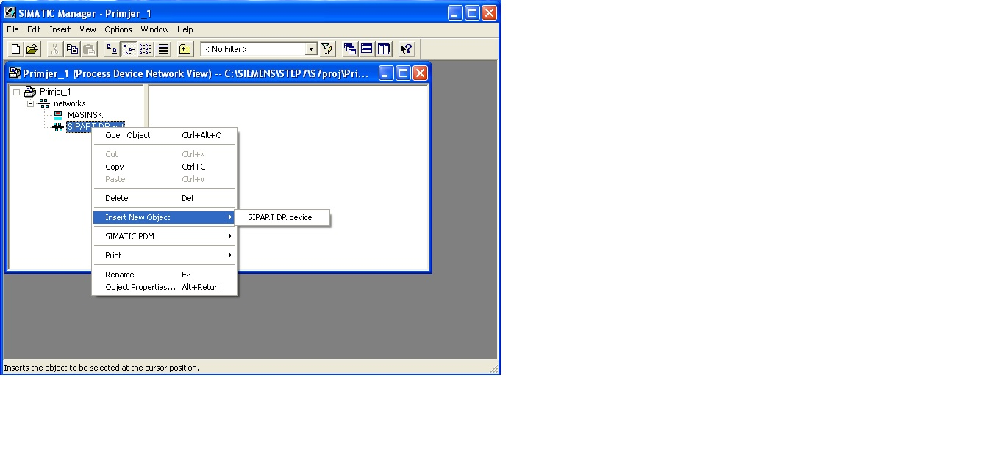 SIMATIC Manager - Primjer_1
File Edit Insert View Options Window Help
< No Filter >
Primjer_1 (Process Device Network View) -- C:\SIEMENS\STEP7\S7proj\Pri...
Primjer_1
networks
MASINSKI
SIPART DR net
Open Object Ctrl+Alt+O
Cut Ctrl+X
Copy Ctrl+C
Paste Ctrl+V
Delete Del
Insert New Object
SIPART DR device
SIMATIC PDM
Print
Rename F2
Object Properties... Alt+Return
Inserts the object to be selected at the cursor position.